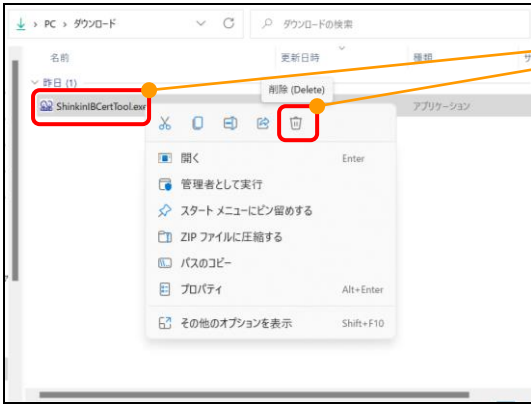 PC › ダウンロード
ダウンロードの検索
名前 更新日時 種類
昨日 (1)
削除 (Delete)
ShinkinIBCertTool.exe アプリケーション
開く Enter
管理者として実行
スタート メニューにピン留めする
ZIP ファイルに圧縮する
パスのコピー
プロパティ Alt+Enter
その他のオプションを表示 Shift+F10